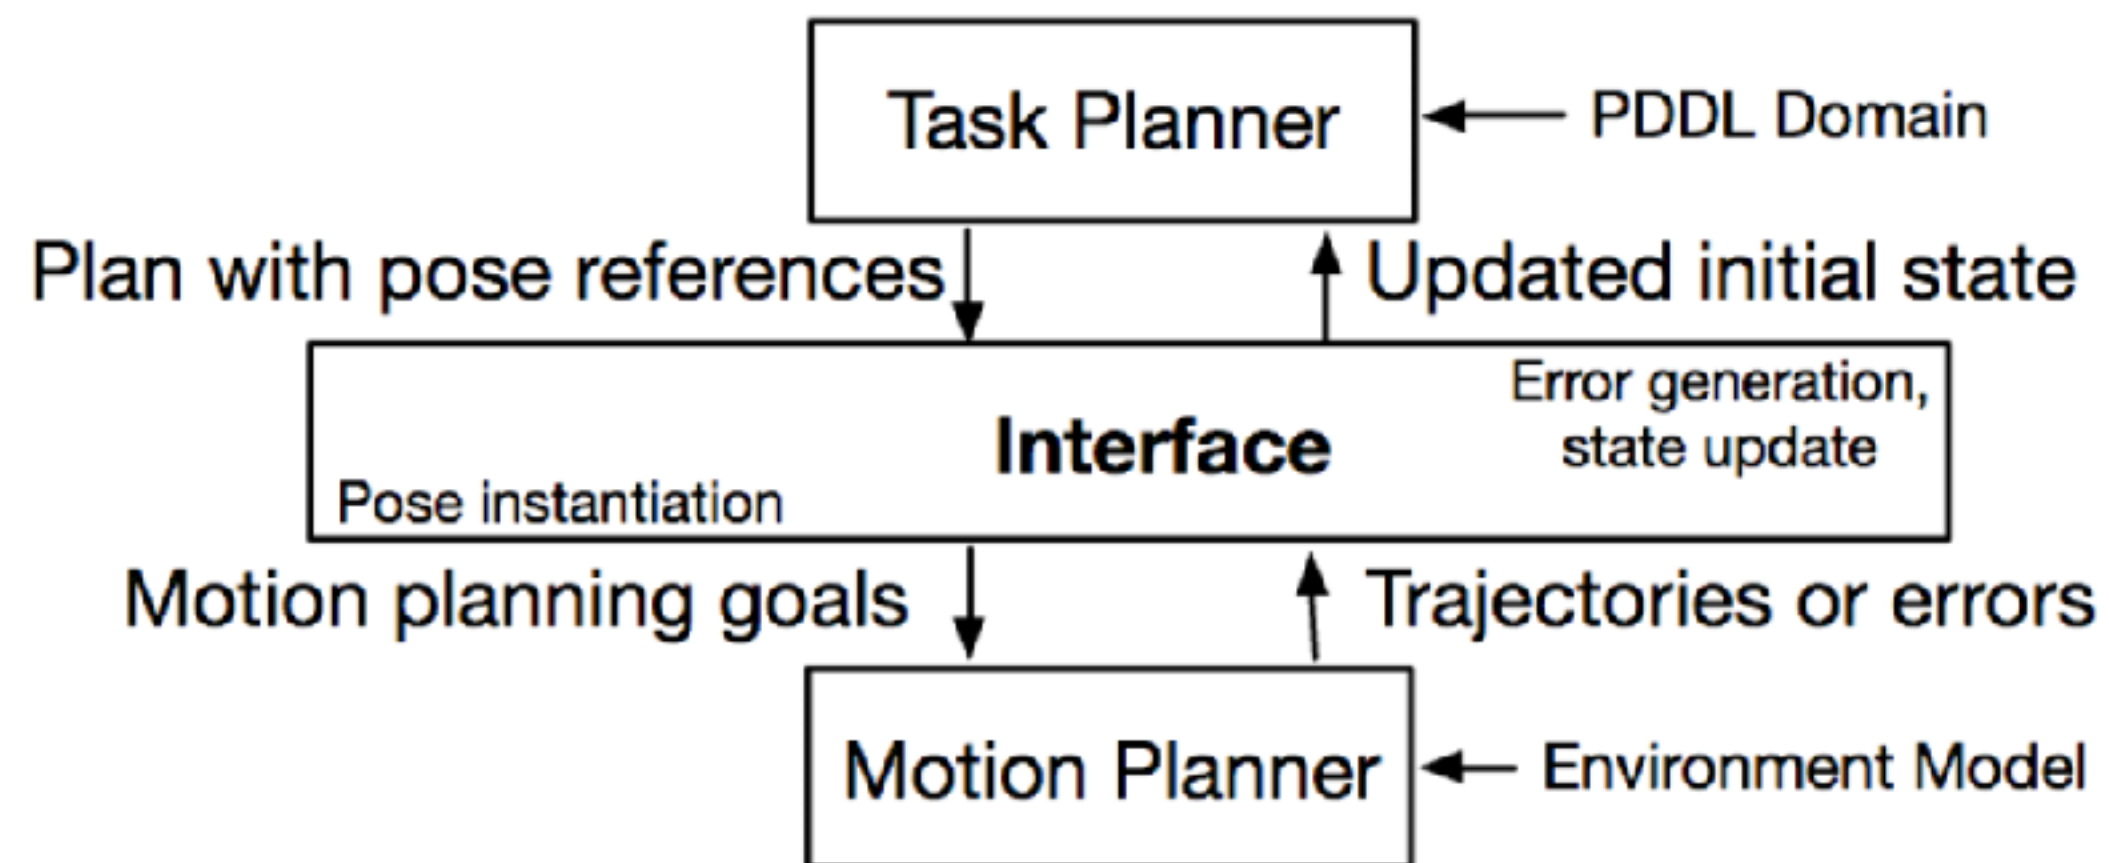 Task Planner
PDDL Domain
Plan with pose references
Updated initial state
Error generation,
state update
Interface
Pose instantiation
Motion planning goals
Trajectories or errors
Motion Planner
Environment Model